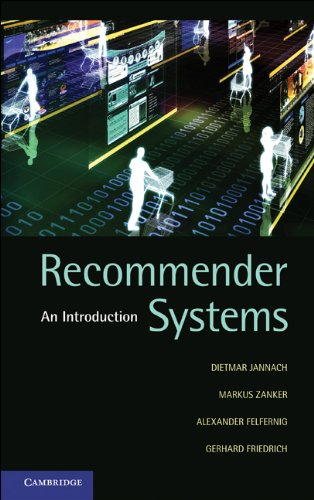 Recommender
An Introduction Systems
DIETMAR JANNACH
MARKUS ZANKER
ALEXANDER FELFERNIG
GERHARD FRIEDRICH
CAMBRIDGE